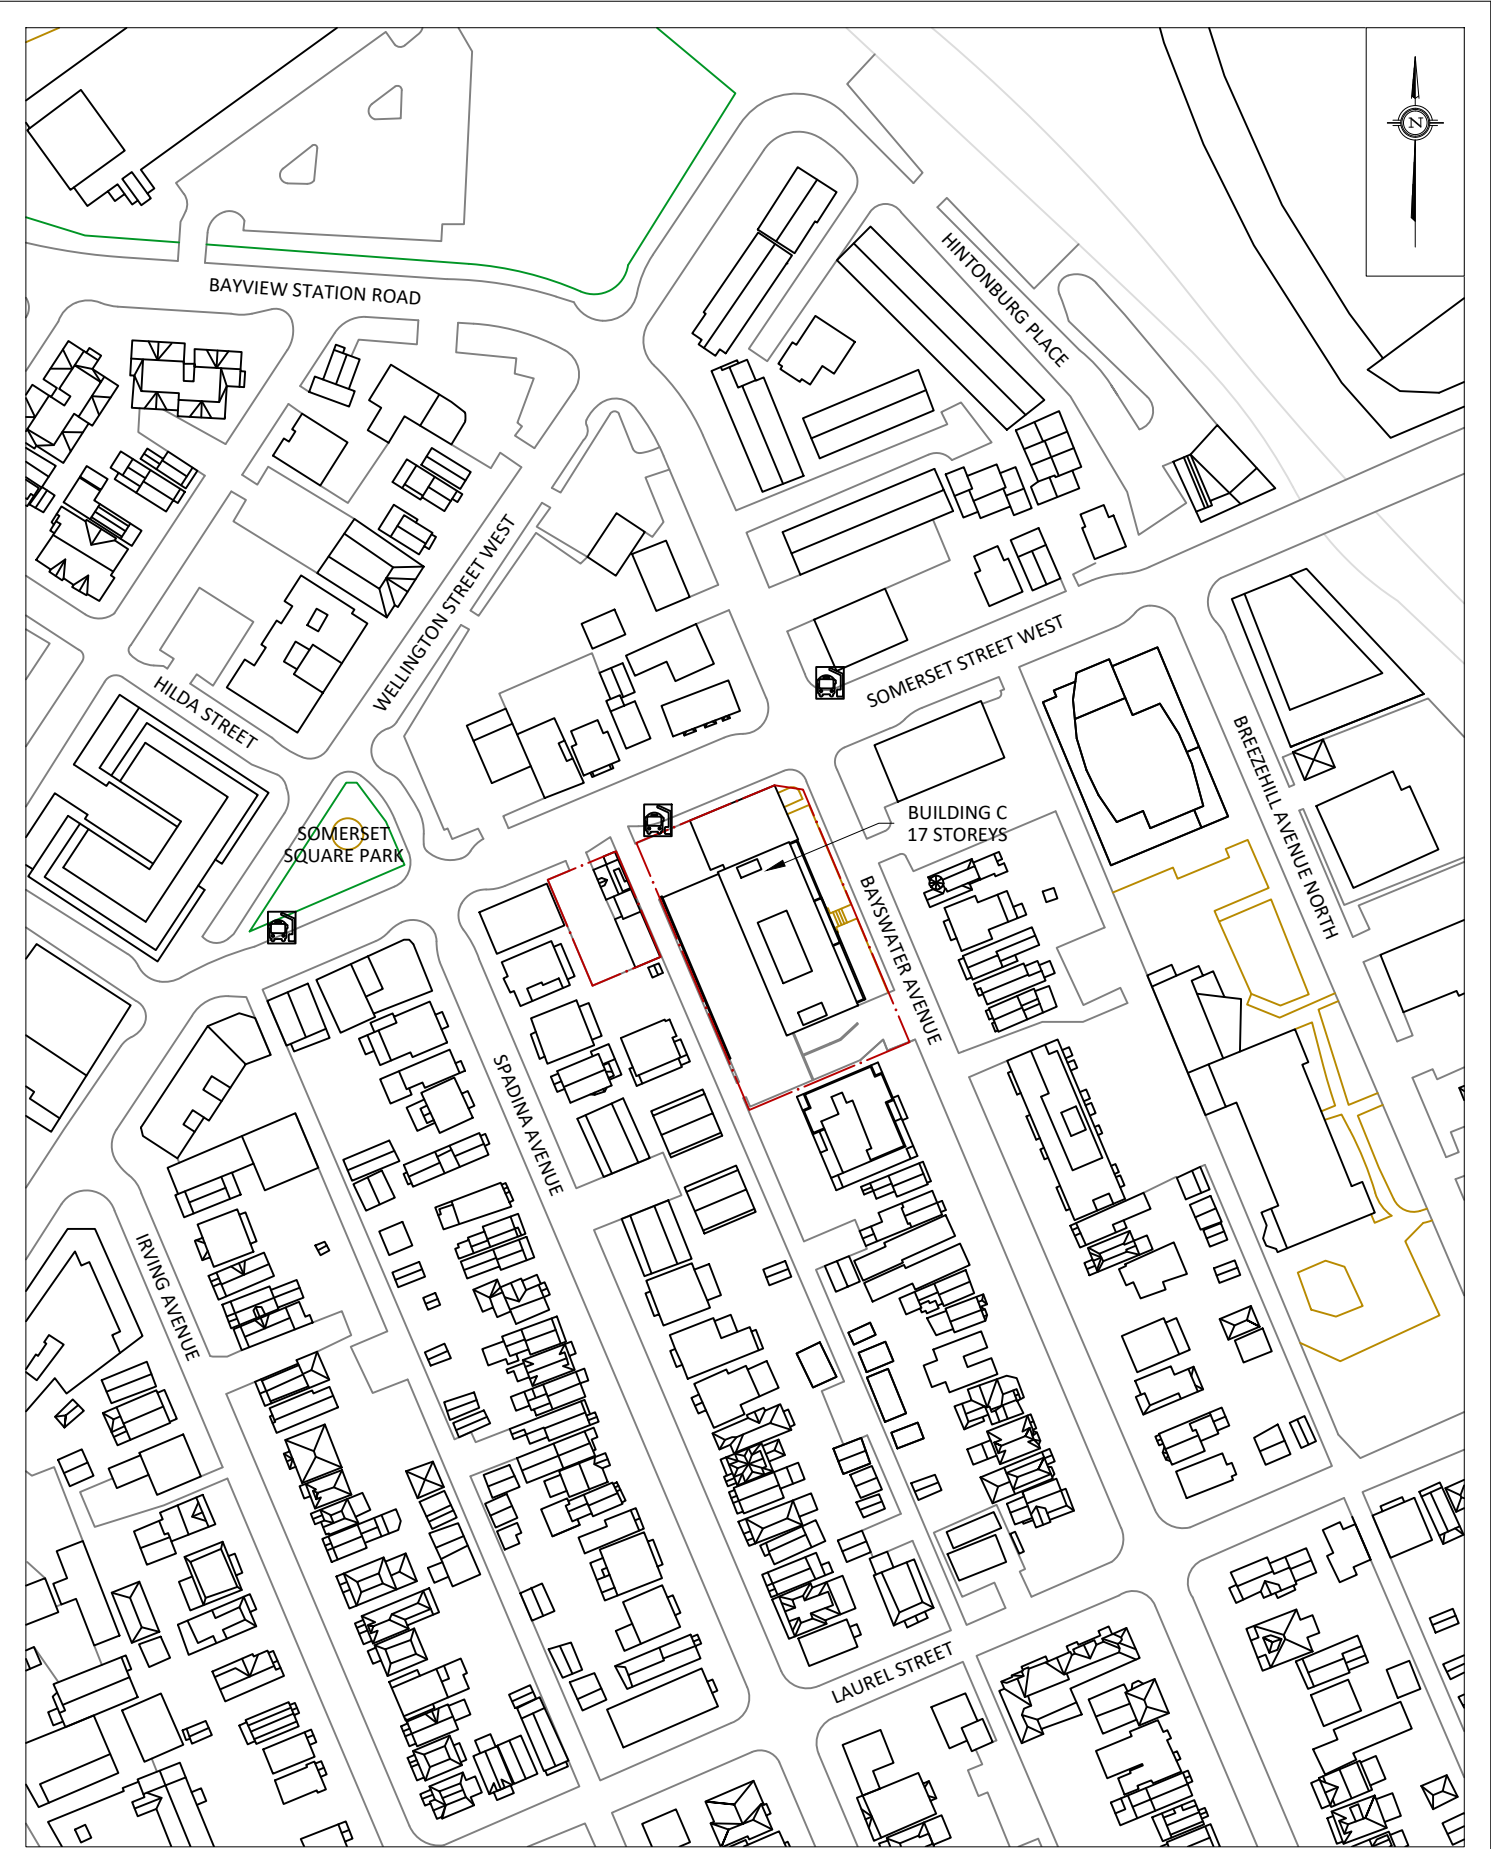 N
BAYVIEW STATION ROAD
HINTONBURG PLACE
WELLINGTON STREET WEST
SOMERSET STREET WEST
HILDA STREET
BREEZEHILL AVENUE NORTH
SOMERSET
SQUARE PARK
BUILDING C
17 STOREYS
BAYSWATER AVENUE
SPADINA AVENUE
IRVING AVENUE
LAUREL STREET